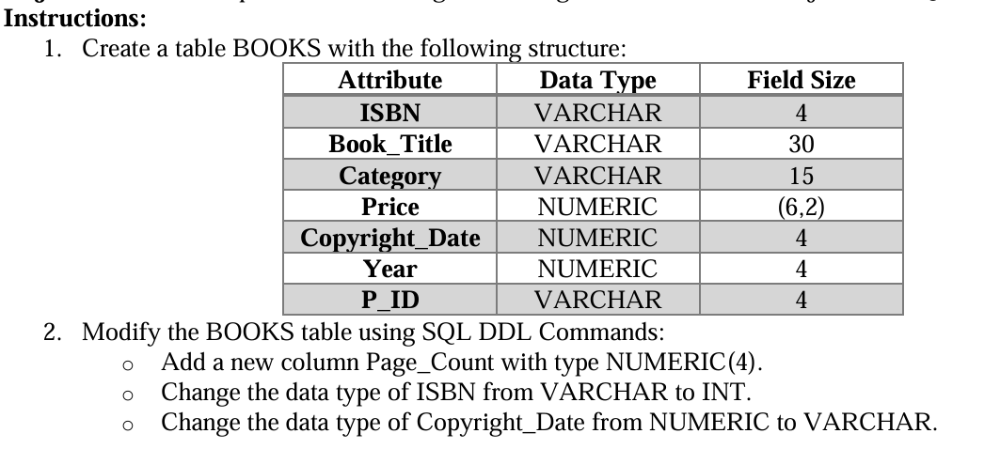 Instructions:
1. Create a table BOOKS with the following structure:
Attribute Data Type Field Size
ISBN VARCHAR 4
Book_Title VARCHAR 30
Category VARCHAR 15
Price NUMERIC (6,2)
Copyright_Date NUMERIC 4
Year NUMERIC 4
P_ID VARCHAR 4
2. Modify the BOOKS table using SQL DDL Commands:
○ Add a new column Page_Count with type NUMERIC(4).
○ Change the data type of ISBN from VARCHAR to INT.
○ Change the data type of Copyright_Date from NUMERIC to VARCHAR.